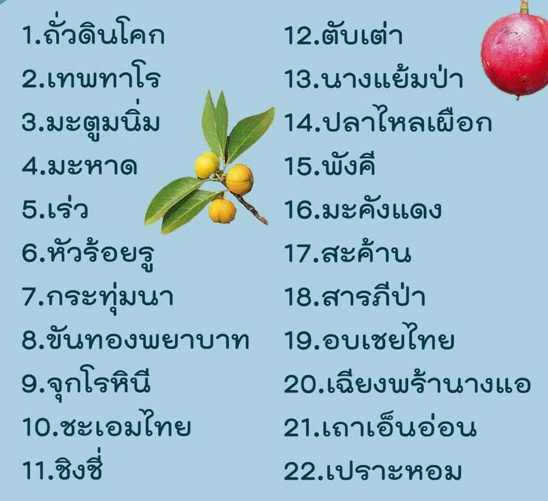 1.ถั่วดินโคก
2.เทพทาโร
3.มะตูมนิ่ม
4.มะหาด
5.เร่ว
6.หัวร้อยรู
7.กระทุ่มนา
8.ขันทองพยาบาท
9.จุกโรหินี
10.ชะเอมไทย
11.ชิงชี่
12.ตับเต่า
13.นางแย้มป่า
14.ปลาไหลเผือก
15.พังคี
16.มะคังแดง
17.สะค้าน
18.สารภีป่า
19.อบเชยไทย
20.เฉียงพร้านางแอ
21.เถาเอ็นอ่อน
22.เปราะหอม